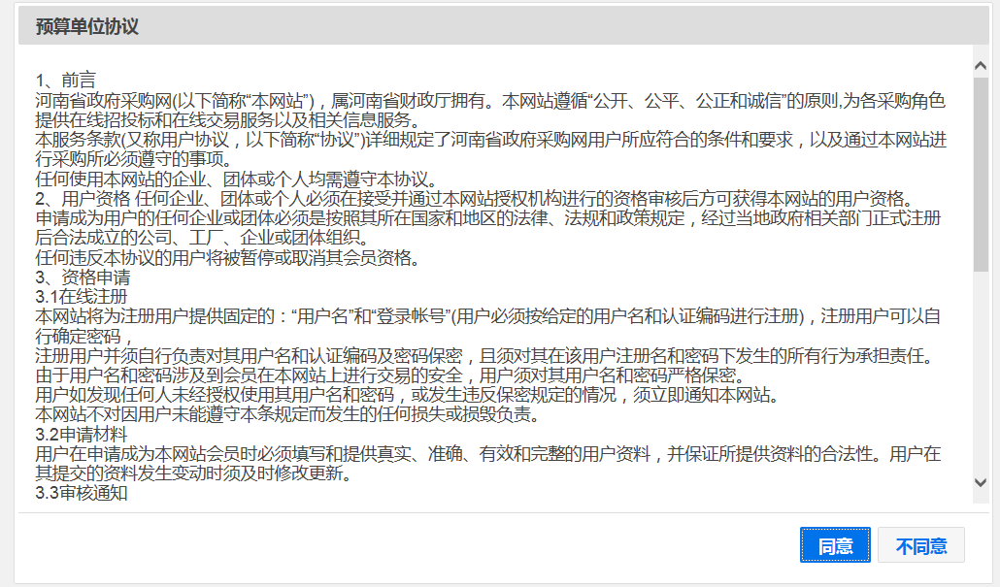 预算单位协议
1、前言
河南省政府采购网(以下简称“本网站”)，属河南省财政厅拥有。本网站遵循“公开、公平、公正和诚信”的原则,为各采购角色
提供在线招投标和在线交易服务以及相关信息服务。
本服务条款(又称用户协议，以下简称“协议”)详细规定了河南省政府采购网用户所应符合的条件和要求，以及通过本网站进
行采购所必须遵守的事项。
任何使用本网站的企业、团体或个人均需遵守本协议。
2、用户资格 任何企业、团体或个人必须在接受并通过本网站授权机构进行的资格审核后方可获得本网站的用户资格。
申请成为用户的任何企业或团体必须是按照其所在国家和地区的法律、法规和政策规定，经过当地政府相关部门正式注册
后合法成立的公司、工厂、企业或团体组织。
任何违反本协议的用户将被暂停或取消其会员资格。
3、资格申请
3.1在线注册
本网站将为注册用户提供固定的：“用户名”和“登录帐号”(用户必须按给定的用户名和认证编码进行注册)，注册用户可以自
行确定密码，
注册用户并须自行负责对其用户名和认证编码及密码保密，且须对其在该用户注册名和密码下发生的所有行为承担责任。
由于用户名和密码涉及到会员在本网站上进行交易的安全，用户须对其用户名和密码严格保密。
用户如发现任何人未经授权使用其用户名和密码，或发生违反保密规定的情况，须立即通知本网站。
本网站不对因用户未能遵守本条规定而发生的任何损失或损毁负责。
3.2申请材料
用户在申请成为本网站会员时必须填写和提供真实、准确、有效和完整的用户资料，并保证所提供资料的合法性。用户在
其提交的资料发生变动时须及时修改更新。
3.3审核通知
同意
不同意